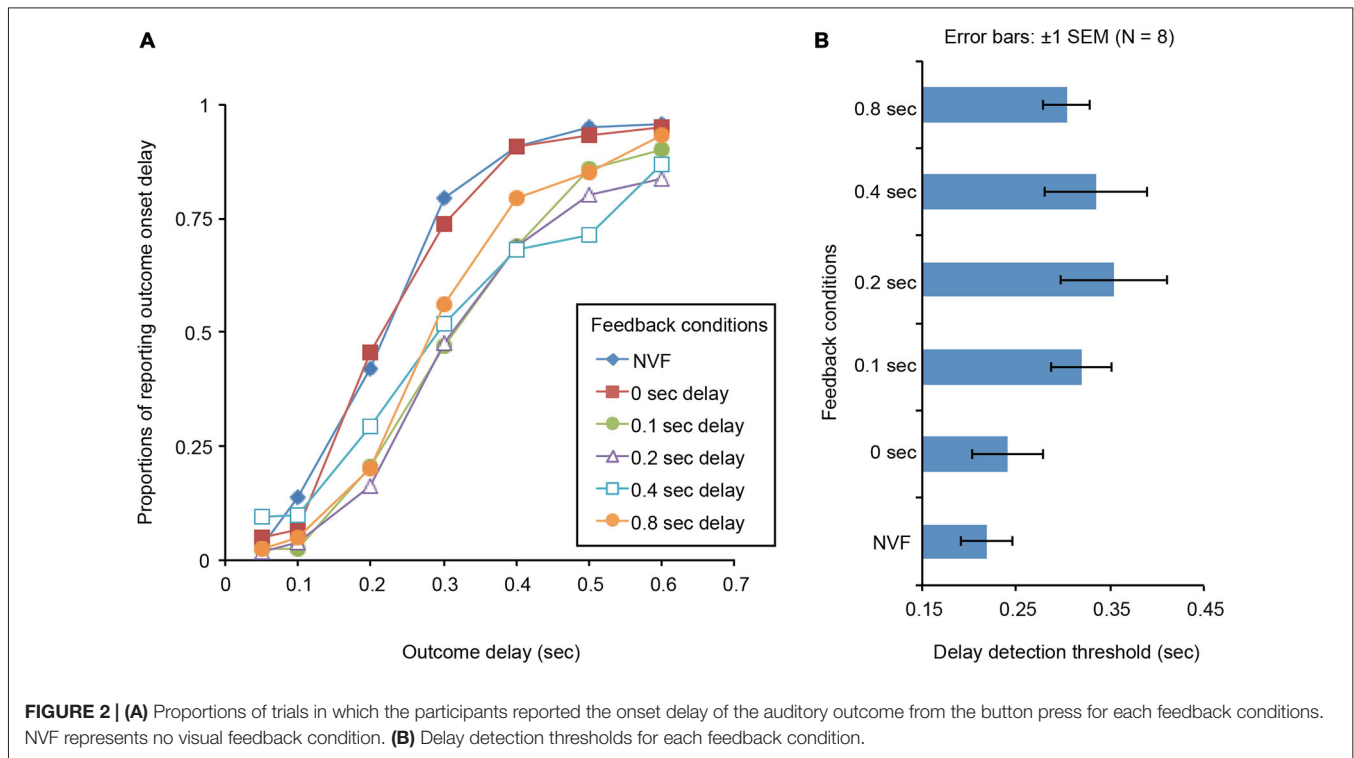 A
Proportions of reporting outcome onset delay
1
0.75
0.5
0.25
0
0 0.1 0.2 0.3 0.4 0.5 0.6 0.7
Outcome delay (sec)
Feedback conditions
NVF
0 sec delay
0.1 sec delay
0.2 sec delay
0.4 sec delay
0.8 sec delay
B
Error bars: ±1 SEM (N = 8)
Feedback conditions
0.8 sec
0.4 sec
0.2 sec
0.1 sec
0 sec
NVF
0.15 0.25 0.35 0.45
Delay detection threshold (sec)
FIGURE 2 | (A) Proportions of trials in which the participants reported the onset delay of the auditory outcome from the button press for each feedback conditions.
NVF represents no visual feedback condition. (B) Delay detection thresholds for each feedback condition.